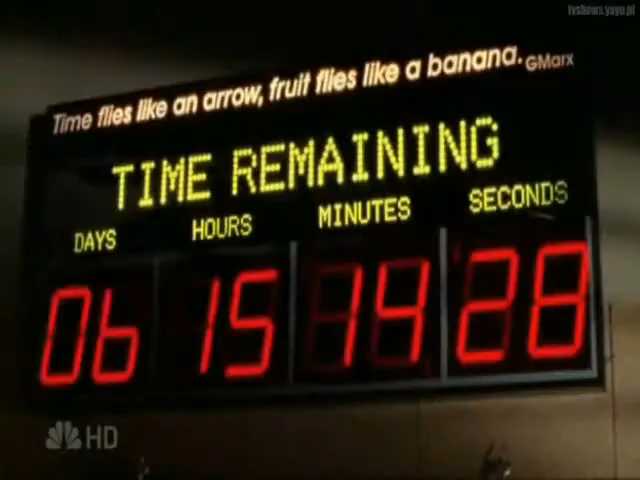 tvshows.yoyo.pl
Time flies like an arrow, fruit flies like a banana. GMarx
TIME REMAINING
DAYS HOURS MINUTES SECONDS
06 15 14 28
HD